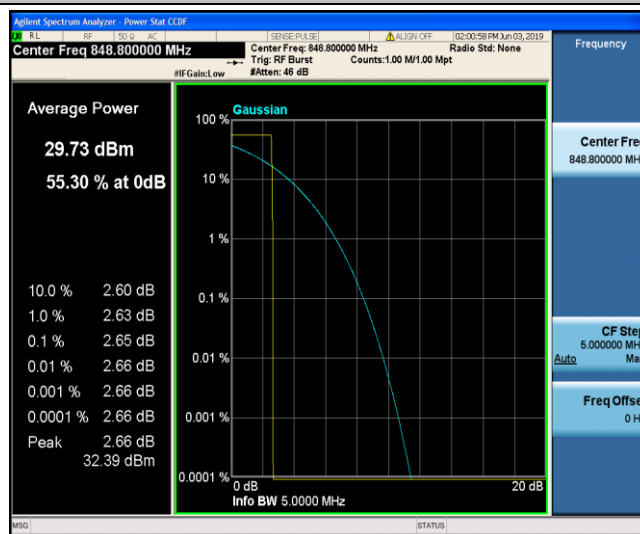 Agilent Spectrum Analyzer - Power Stat CCDF
RL RF 50 Ω AC SENSE:PULSE ALIGN OFF 02:00:58 PM Jun 03, 2019
Center Freq 848.800000 MHz
Center Freq: 848.800000 MHz Radio Std: None
Trig: RF Burst Counts:1.00 M/1.00 Mpt
#IFGain:Low #Atten: 46 dB
Frequency
Average Power
29.73 dBm
55.30 % at 0dB
10.0 % 2.60 dB
1.0 % 2.63 dB
0.1 % 2.65 dB
0.01 % 2.66 dB
0.001 % 2.66 dB
0.0001 % 2.66 dB
Peak 2.66 dB
32.39 dBm
Gaussian
100 %
10 %
1 %
0.1 %
0.01 %
0.001 %
0.0001 %
0 dB 20 dB
Info BW 5.0000 MHz
Center Fre
848.800000 MH
CF Step
5.000000 MH
Auto Ma
Freq Offse
0 H
MSG STATUS